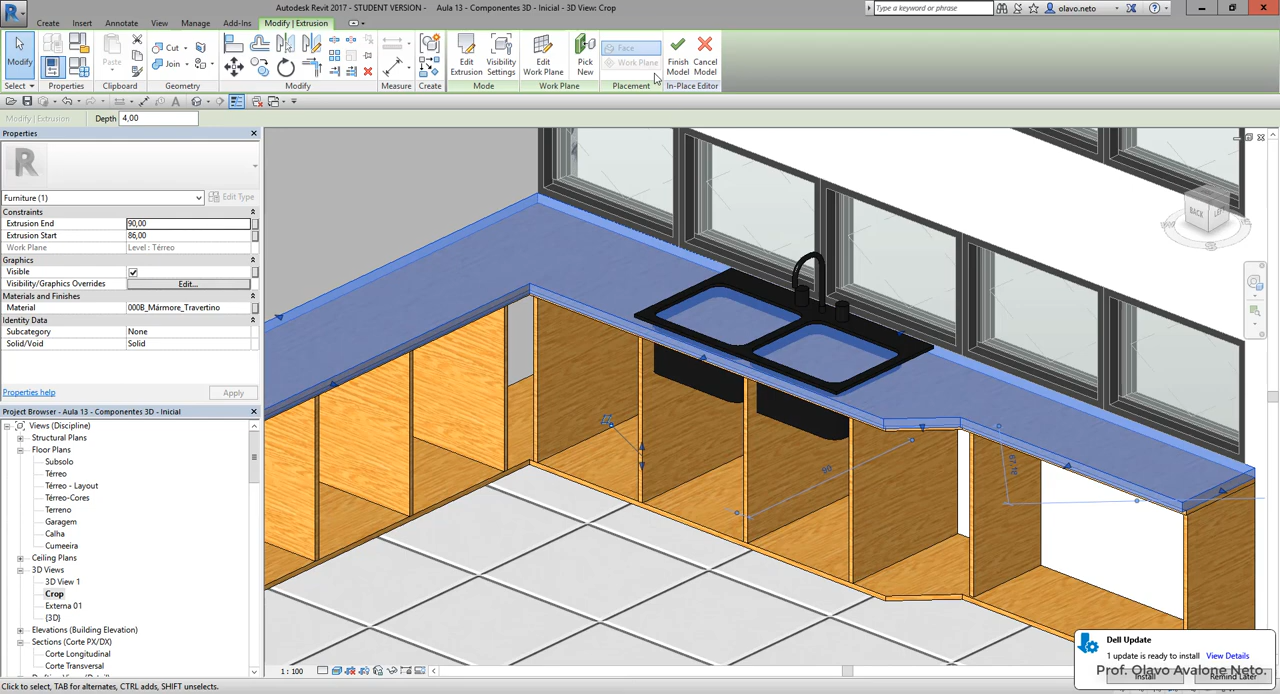 Autodesk Revit 2017 - STUDENT VERSION - Aula 13 - Componentes 3D - Inicial - 3D View: Crop
Type a keyword or phrase
olavo.neto
Create Insert Annotate View Manage Add-Ins Modify | Extrusion
Modify
Paste
Cut
Join
Edit Extrusion
Visibility Settings
Edit Work Plane
Pick New
Face
Work Plane
Finish Model
Cancel Model
Select Properties Clipboard Geometry Modify Measure Create Mode Work Plane Placement In-Place Editor
Modify | Extrusion Depth 4,00
Properties
R
Furniture (1) Edit Type
Constraints
Extrusion End 90,00
Extrusion Start 86,00
Work Plane Level : Térreo
Graphics
Visible
Visibility/Graphics Overrides Edit...
Materials and Finishes
Material 000B_Mármore_Travertino
Identity Data
Subcategory None
Solid/Void Solid
Properties help Apply
Project Browser - Aula 13 - Componentes 3D - Inicial
Views (Discipline)
Structural Plans
Floor Plans
Subsolo
Térreo
Térreo - Layout
Térreo-Cores
Terreno
Garagem
Calha
Cumeeira
Ceiling Plans
3D Views
3D View 1
Crop
Externa 01
{3D}
Elevations (Building Elevation)
Sections (Corte PX/DX)
Corte Longitudinal
Corte Transversal
BACK LEFT
1 : 100
Click to select, TAB for alternates, CTRL adds, SHIFT unselects.
Dell Update
1 update is ready to install View Details
Prof. Olavo Avalone Neto.
Install Remind Later